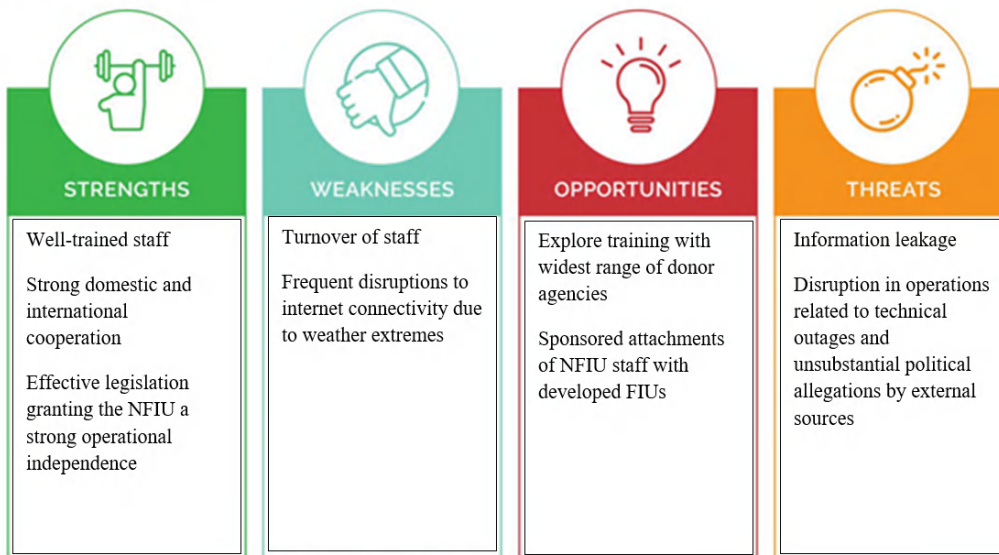 STRENGTHS
Well-trained staff
Strong domestic and
international
cooperation
Effective legislation
granting the NFIU a
strong operational
independence
WEAKNESSES
Turnover of staff
Frequent disruptions to
internet connectivity due
to weather extremes
OPPORTUNITIES
Explore training with
widest range of donor
agencies
Sponsored attachments
of NFIU staff with
developed FIUs
THREATS
Information leakage
Disruption in operations
related to technical
outages and
unsubstantial political
allegations by external
sources